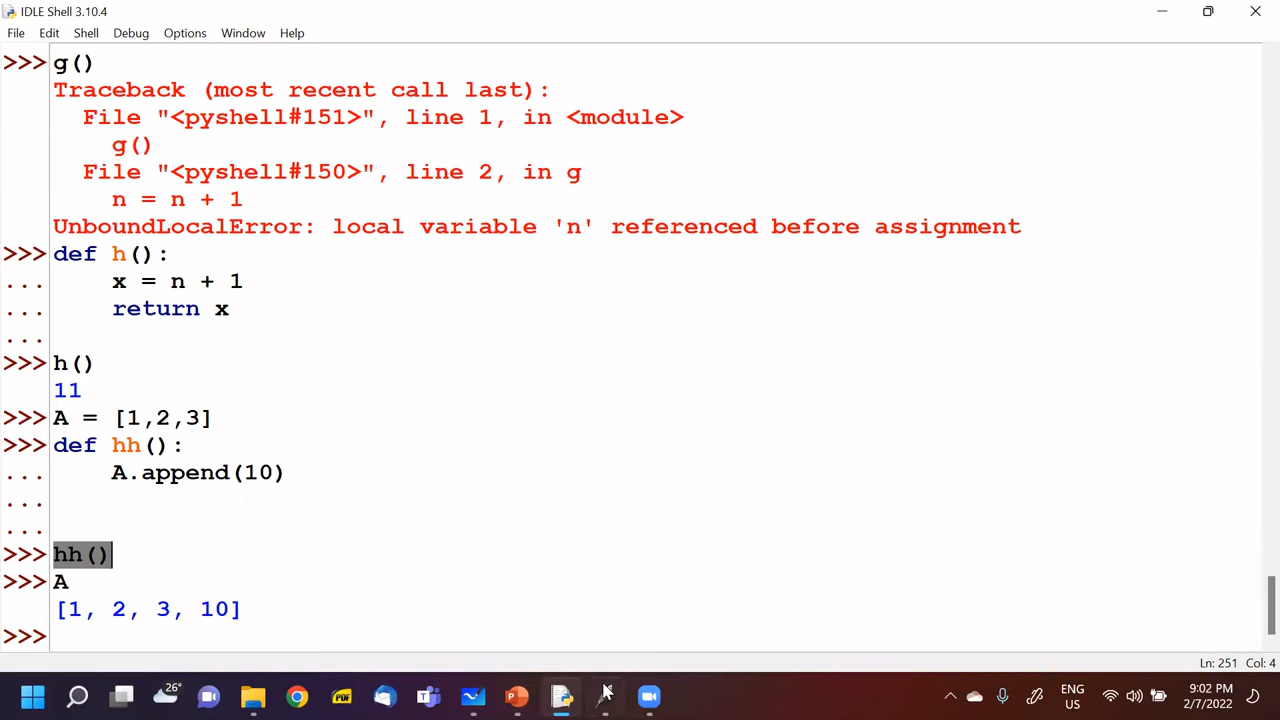 IDLE Shell 3.10.4
File Edit Shell Debug Options Window Help
>>> g()
Traceback (most recent call last):
  File "<pyshell#151>", line 1, in <module>
    g()
  File "<pyshell#150>", line 2, in g
    n = n + 1
UnboundLocalError: local variable 'n' referenced before assignment
>>> def h():
...     x = n + 1
...     return x
...
>>> h()
11
>>> A = [1,2,3]
>>> def hh():
...     A.append(10)
...
...
>>> hh()
>>> A
[1, 2, 3, 10]
>>>
Ln: 251 Col: 4
26°
PDF
ENG
US
9:02 PM
2/7/2022